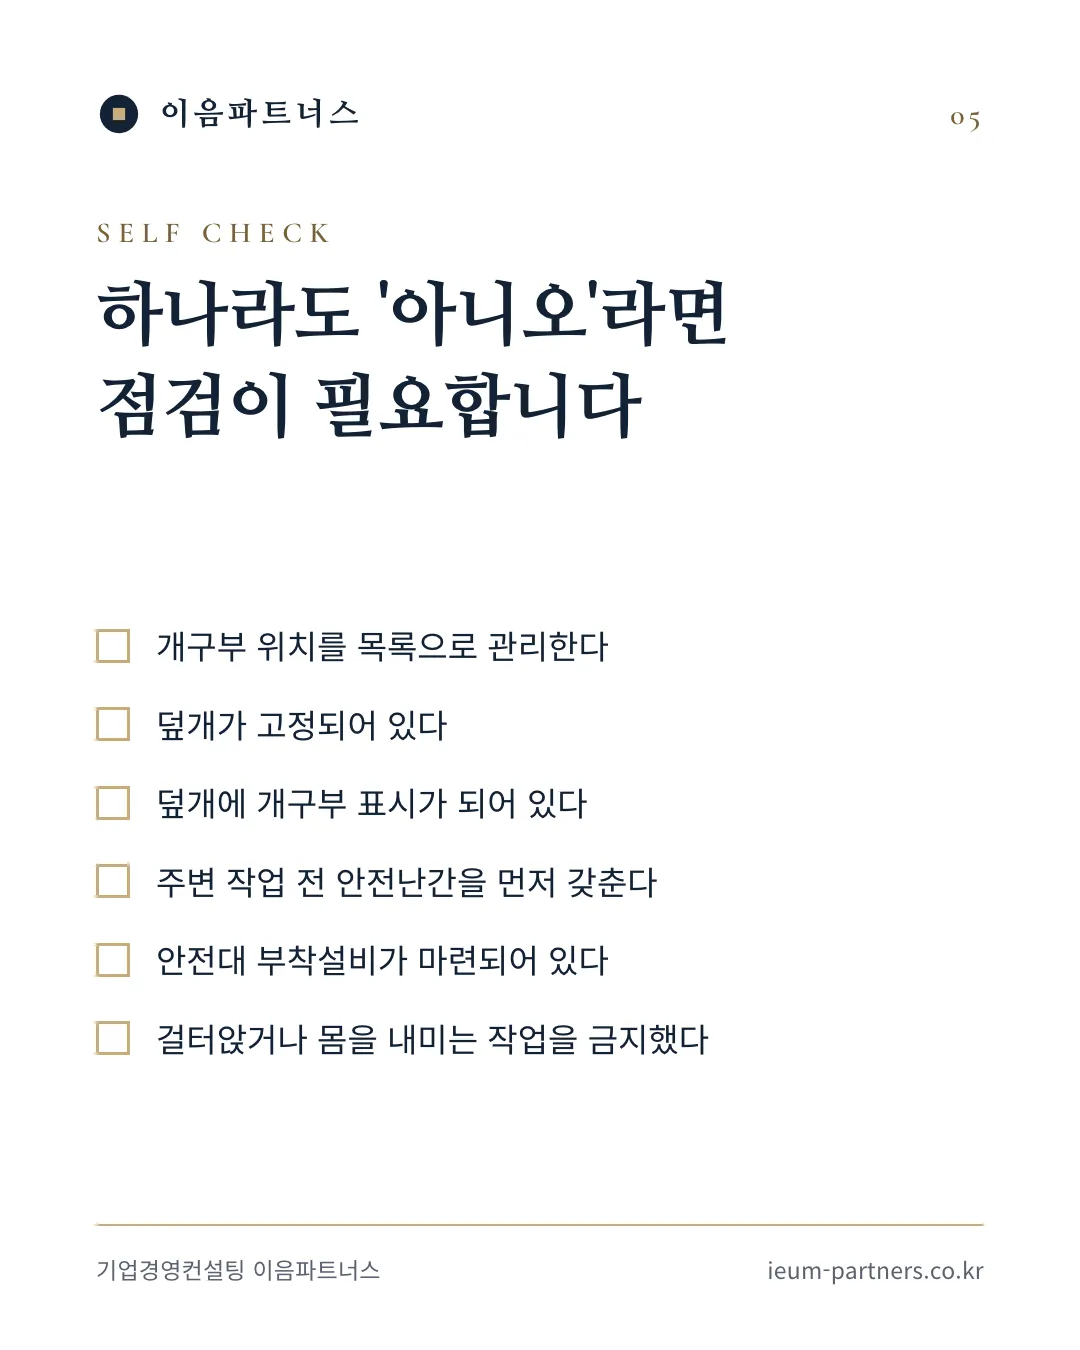 이음파트너스
05
SELF CHECK
하나라도 '아니오'라면
점검이 필요합니다
개구부 위치를 목록으로 관리한다
덮개가 고정되어 있다
덮개에 개구부 표시가 되어 있다
주변 작업 전 안전난간을 먼저 갖춘다
안전대 부착설비가 마련되어 있다
걸터앉거나 몸을 내미는 작업을 금지했다
기업경영컨설팅 이음파트너스
ieum-partners.co.kr